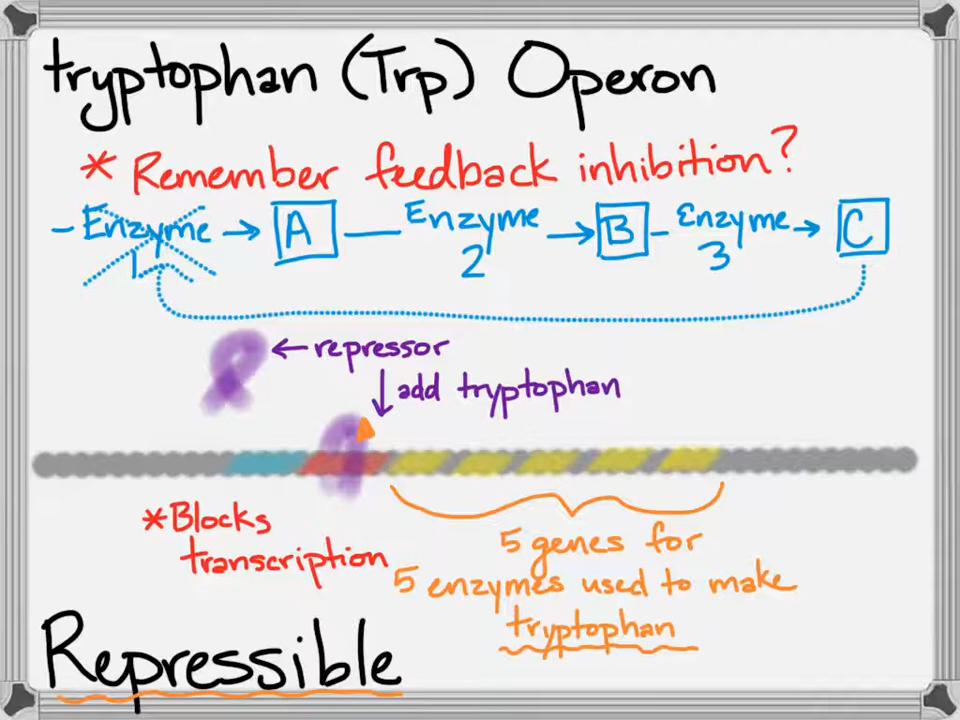 tryptophan (Trp) Operon
* Remember feedback inhibition?
Enzyme 1 → A — Enzyme 2 → B — Enzyme 3 → C
← repressor
↓ add tryptophan
*Blocks
transcription
5 genes for
5 enzymes used to make
tryptophan
Repressible